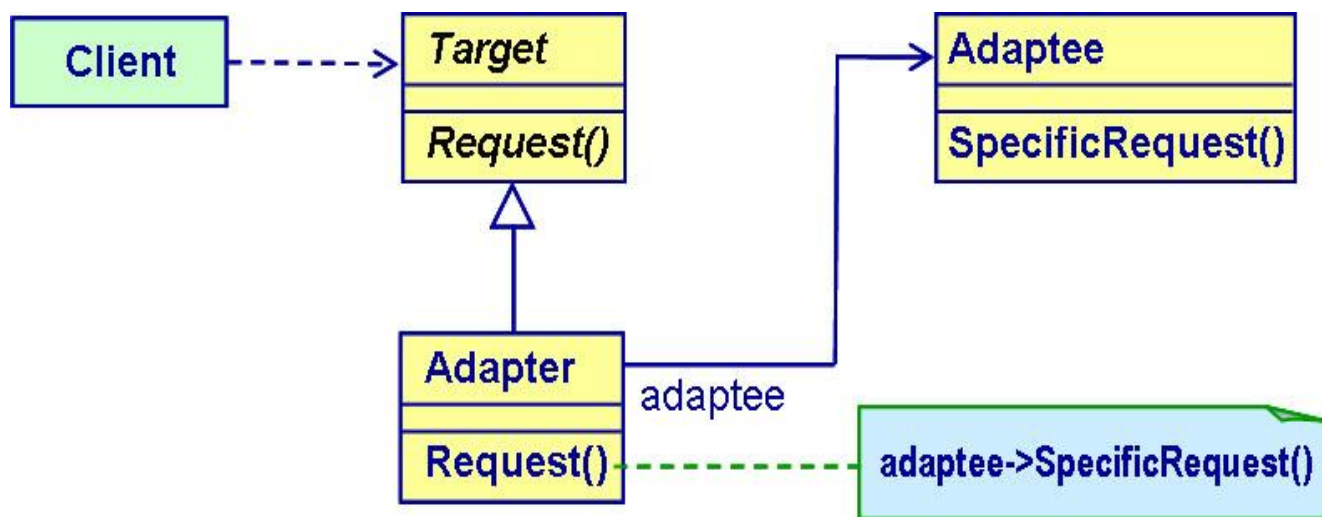 Client
Target
Request()
Adaptee
SpecificRequest()
Adapter
Request()
adaptee
adaptee->SpecificRequest()